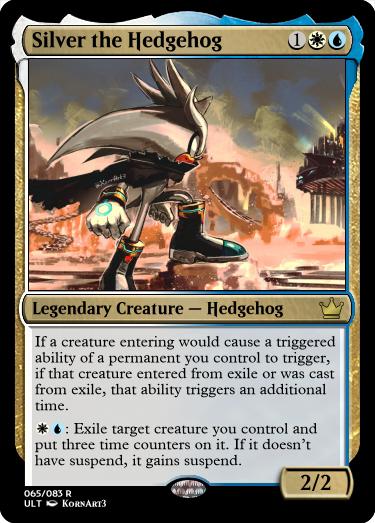 Silver the Hedgehog 1
@KornArt3
Legendary Creature — Hedgehog
If a creature entering would cause a triggered
ability of a permanent you control to trigger,
if that creature entered from exile or was cast
from exile, that ability triggers an additional
time.
: Exile target creature you control and
put three time counters on it. If it doesn't
have suspend, it gains suspend.
2/2
065/083 R
ULT KornArt3